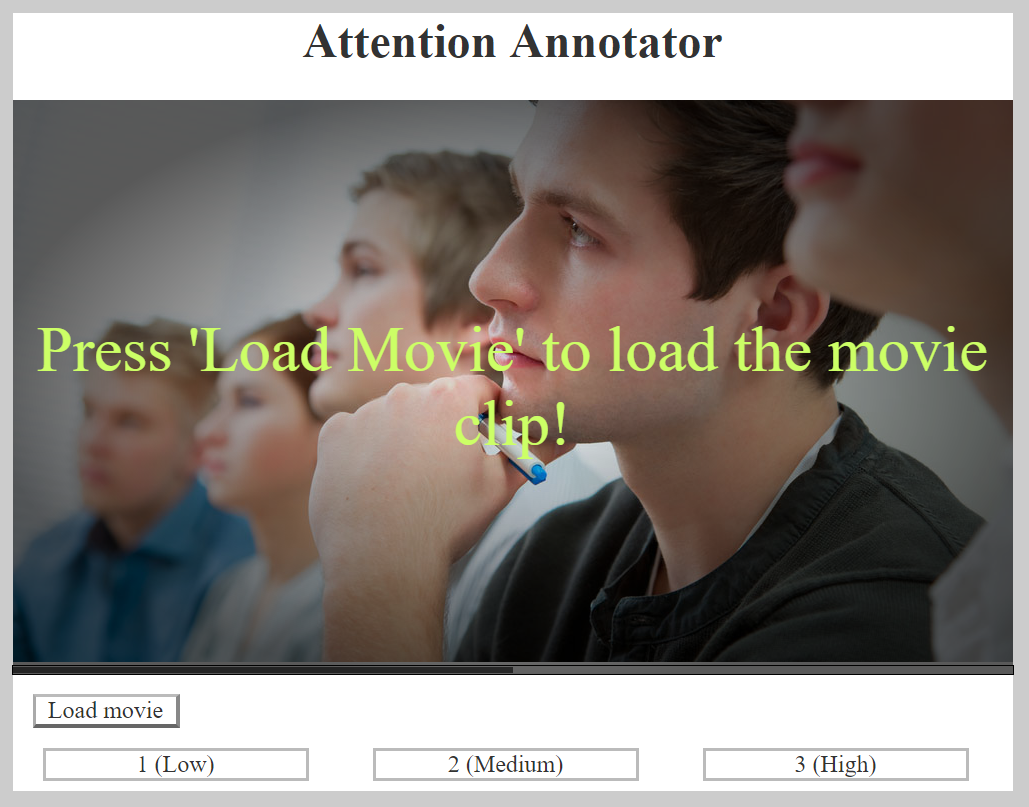 Attention Annotator
Press 'Load Movie' to load the movie
clip!
Load movie
1 (Low)
2 (Medium)
3 (High)